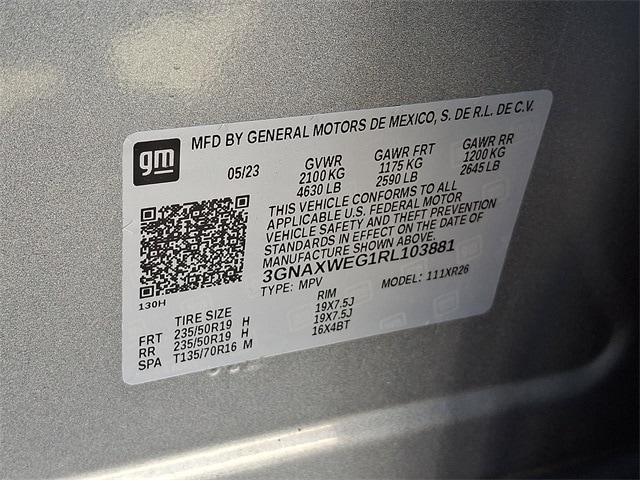 gm
MFD BY GENERAL MOTORS DE MEXICO, S. DE R.L. DE C.V.
05/23 GVWR GAWR FRT GAWR RR
2100 KG 1175 KG 1200 KG
4630 LB 2590 LB 2645 LB
THIS VEHICLE CONFORMS TO ALL
APPLICABLE U.S. FEDERAL MOTOR
VEHICLE SAFETY AND THEFT PREVENTION
STANDARDS IN EFFECT ON THE DATE OF
MANUFACTURE SHOWN ABOVE.
3GNAXWEG1RL103881
130H
TYPE: MPV MODEL: 111XR26
TIRE SIZE RIM
FRT 235/50R19 H 19X7.5J
RR 235/50R19 H 19X7.5J
SPA T135/70R16 M 16X4BT